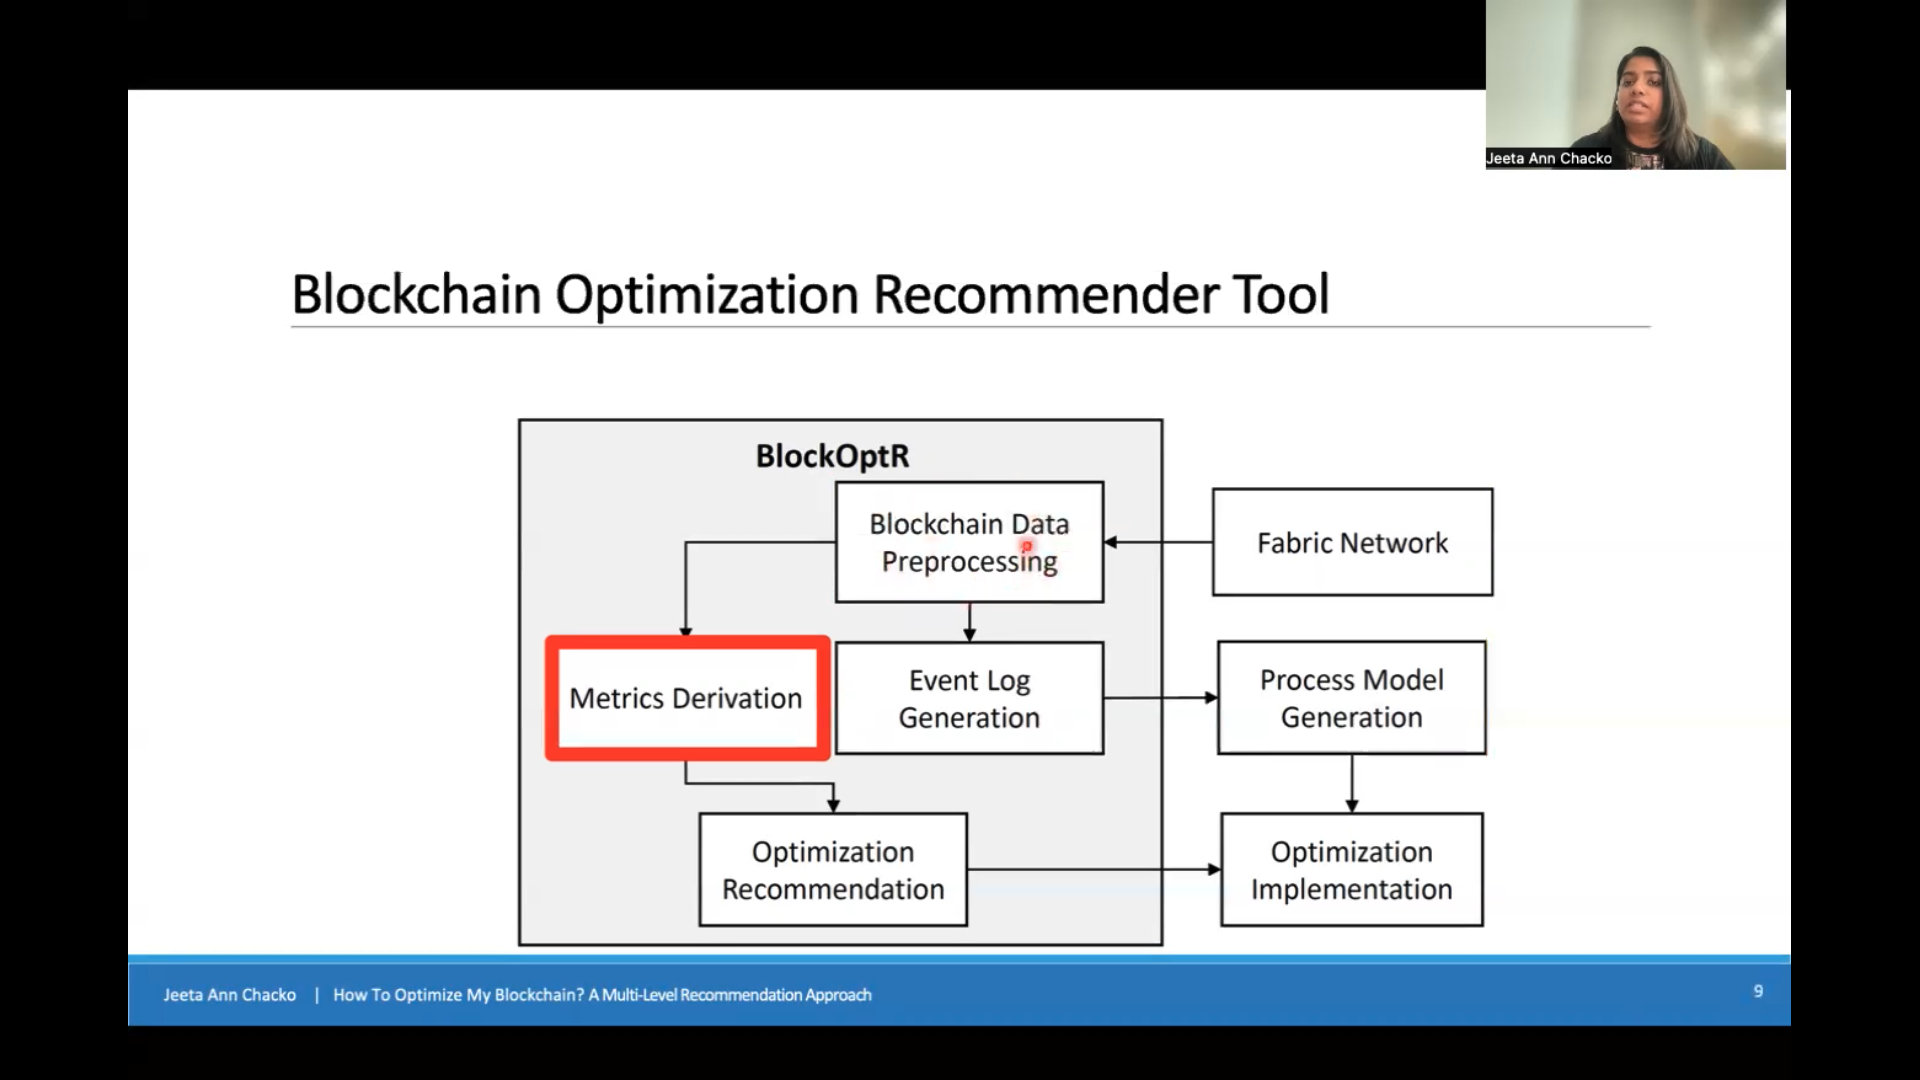 Jeeta Ann Chacko
Blockchain Optimization Recommender Tool
BlockOptR
Blockchain Data
Preprocessing
Fabric Network
Metrics Derivation
Event Log
Generation
Process Model
Generation
Optimization
Recommendation
Optimization
Implementation
Jeeta Ann Chacko | How To Optimize My Blockchain? A Multi-Level Recommendation Approach
9